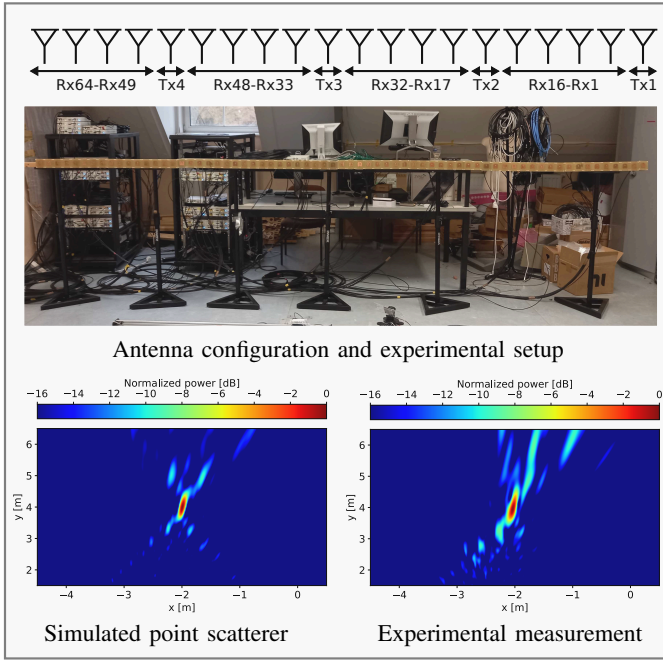 Rx64-Rx49 Tx4 Rx48-Rx33 Tx3 Rx32-Rx17 Tx2 Rx16-Rx1 Tx1
Antenna configuration and experimental setup
Normalized power [dB]
−16 −14 −12 −10 −8 −6 −4 −2 0
6
5
4
3
2
y [m]
−4 −3 −2 −1 0
x [m]
Simulated point scatterer
Normalized power [dB]
−16 −14 −12 −10 −8 −6 −4 −2 0
6
5
4
3
2
y [m]
−4 −3 −2 −1 0
x [m]
Experimental measurement